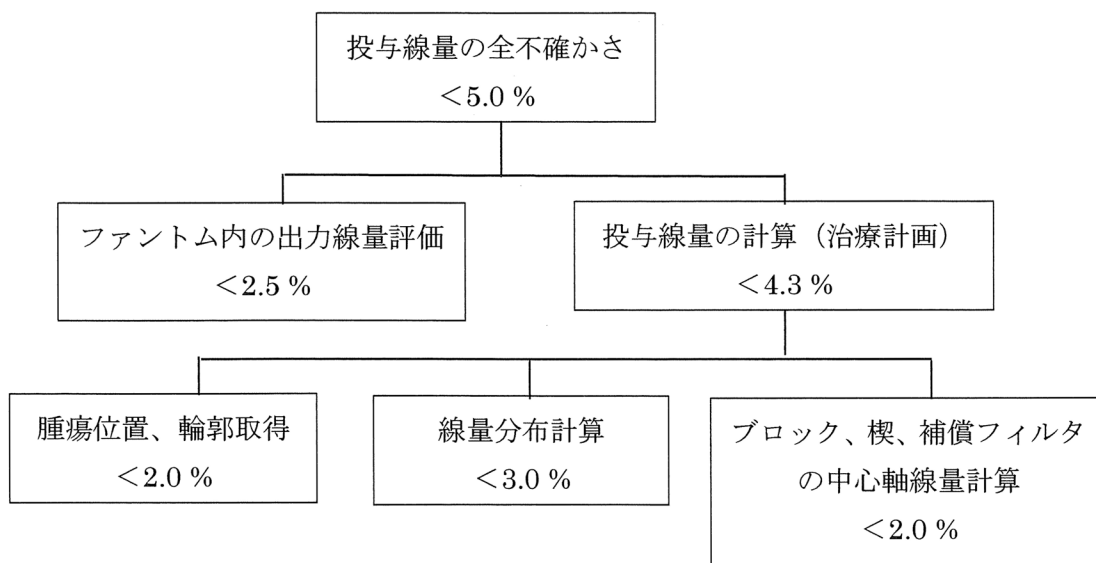 投与線量の全不確かさ
<5.0 %
ファントム内の出力線量評価
<2.5 %
投与線量の計算（治療計画）
<4.3 %
腫瘍位置、輪郭取得
<2.0 %
線量分布計算
<3.0 %
ブロック、楔、補償フィルタ
の中心軸線量計算
<2.0 %